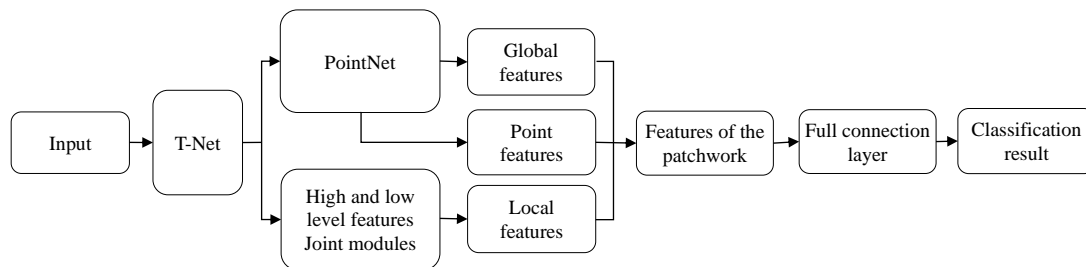 Input
T-Net
PointNet
High and low
level features
Joint modules
Global
features
Point
features
Local
features
Features of the
patchwork
Full connection
layer
Classification
result